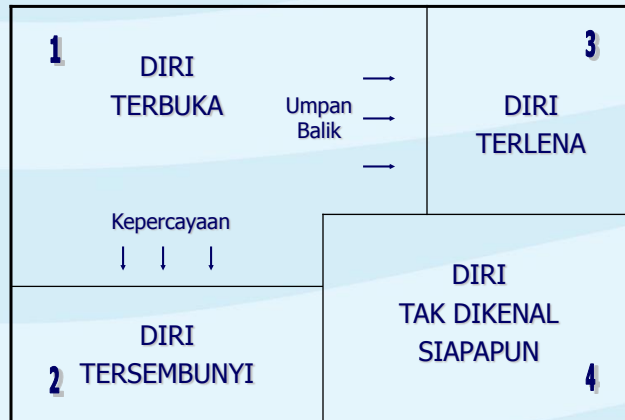 1
DIRI
TERBUKA
Umpan
Balik
Kepercayaan
3
DIRI
TERLENA
DIRI
TERSEMBUNYI
2
DIRI
TAK DIKENAL
SIAPAPUN
4